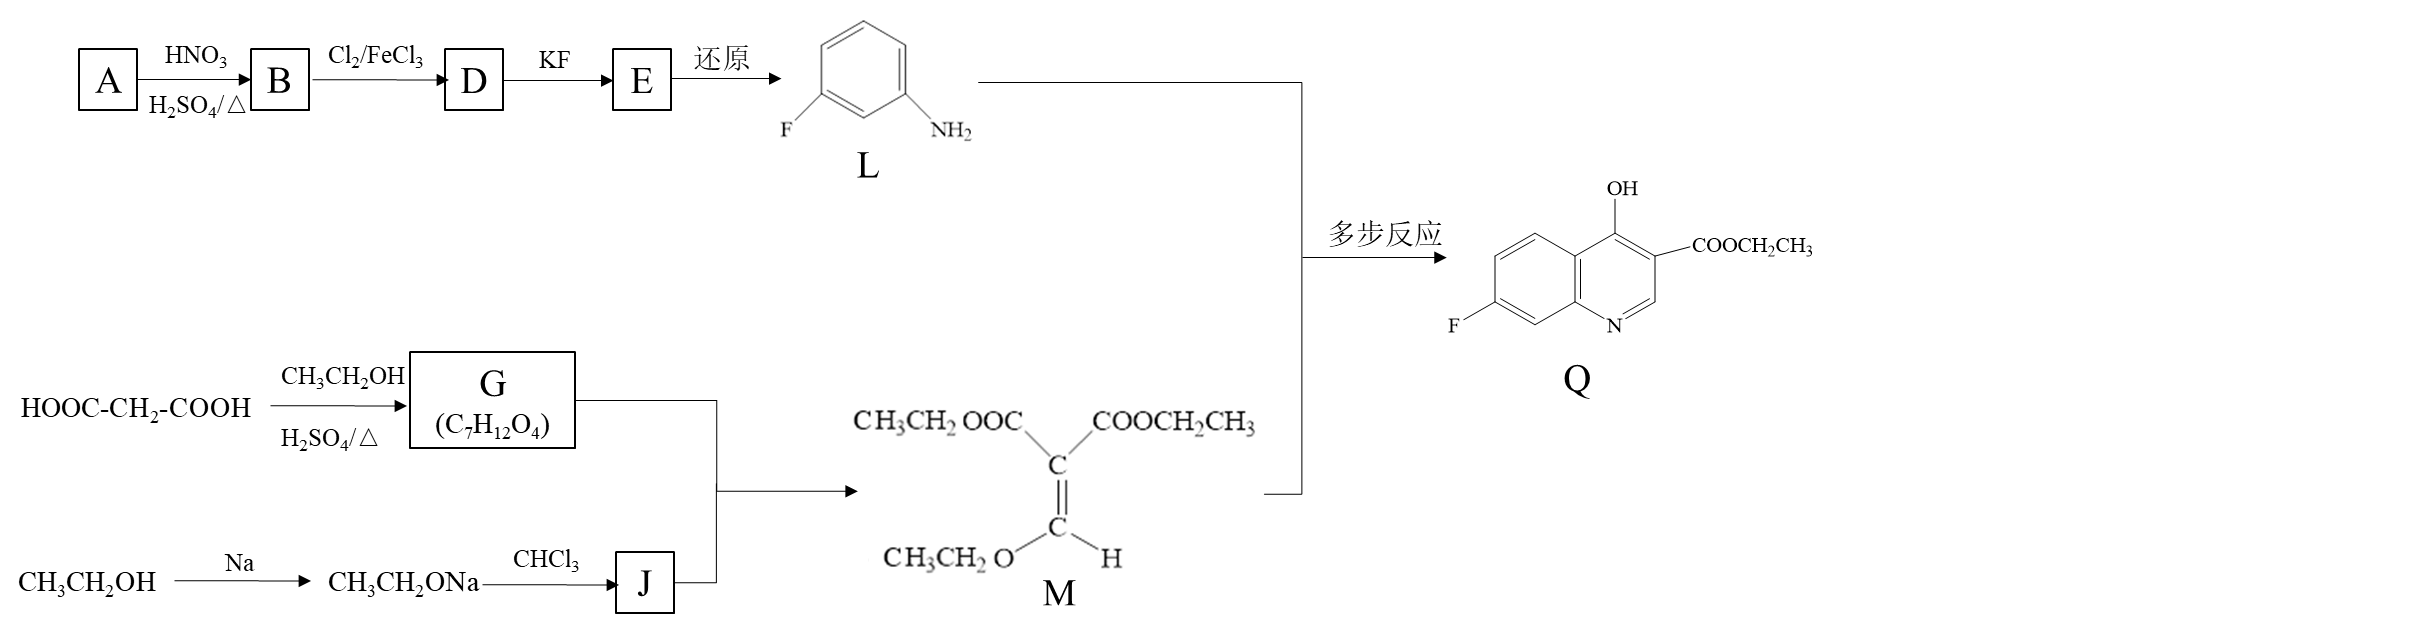 A
HNO₃
H₂SO₄/△
B
Cl₂/FeCl₃
D
KF
E
还原
F
NH₂
L
多步反应
OH
COOCH₂CH₃
F
N
Q
HOOC-CH₂-COOH
CH₃CH₂OH
H₂SO₄/△
G
(C₇H₁₂O₄)
CH₃CH₂OOC
COOCH₂CH₃
C
C
CH₃CH₂O
H
M
CH₃CH₂OH
Na
CH₃CH₂ONa
CHCl₃
J